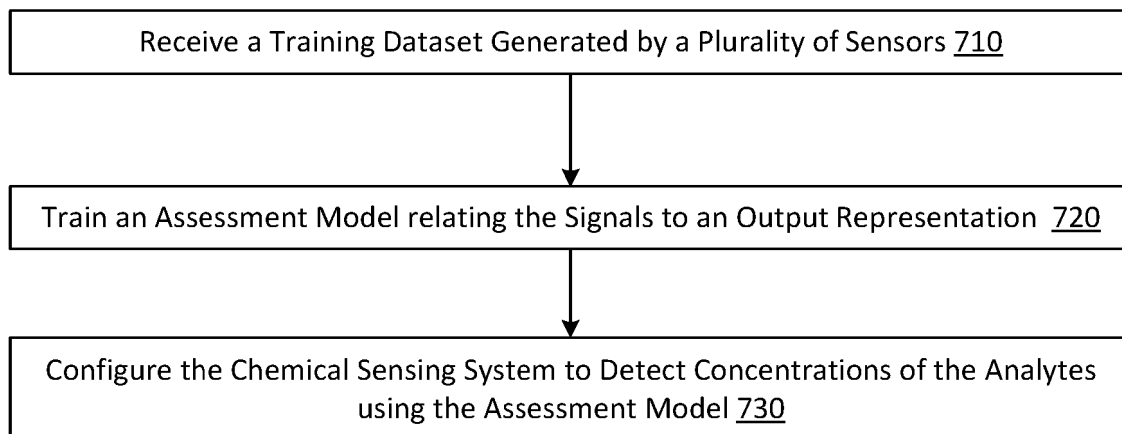 Receive a Training Dataset Generated by a Plurality of Sensors 710
Train an Assessment Model relating the Signals to an Output Representation 720
Configure the Chemical Sensing System to Detect Concentrations of the Analytes
using the Assessment Model 730